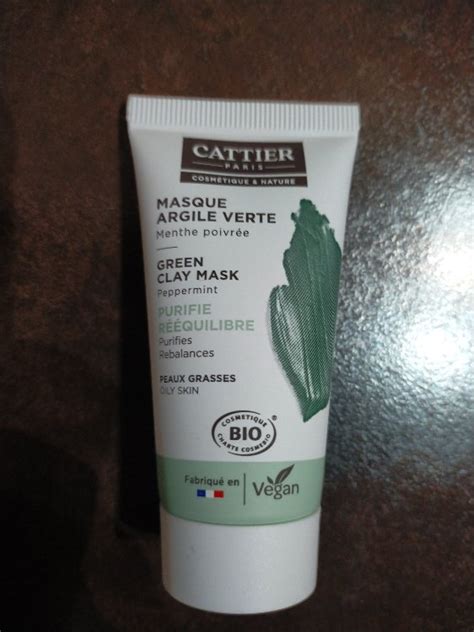 CATTIER
PARIS
COSMÉTIQUE & NATURE
MASQUE
ARGILE VERTE
Menthe poivrée
GREEN
CLAY MASK
Peppermint
PURIFIE
RÉÉQUILIBRE
Purifies
Rebalances
PEAUX GRASSES
OILY SKIN
COSMETIQUE
BIO
CHARTE COSMEBIO
Fabriqué en
Vegan